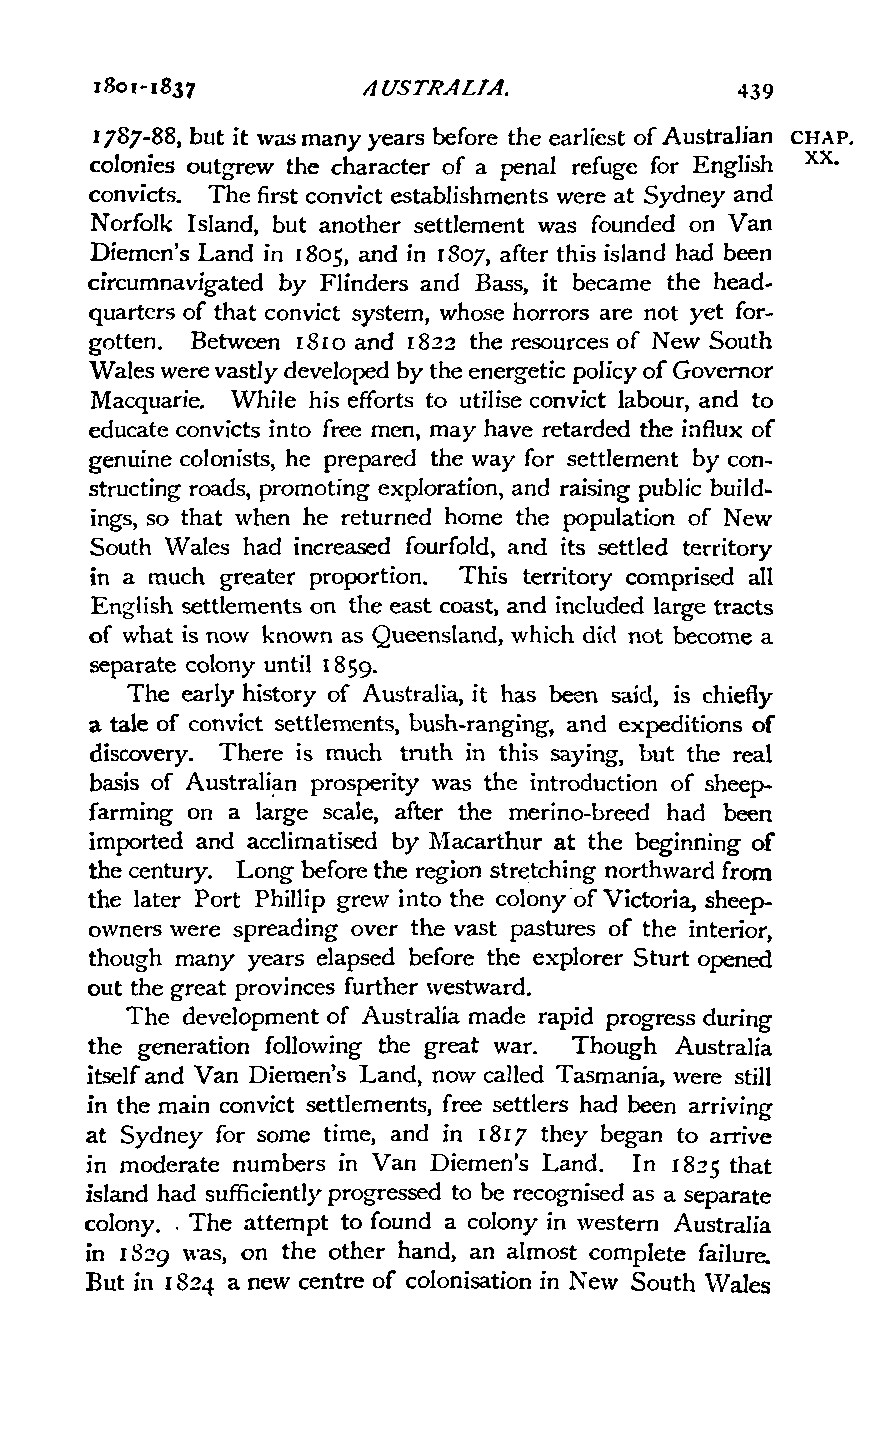 1801-1837 AUSTRALIA. 439
1787-88, but it was many years before the earliest of Australian CHAP.
colonies outgrew the character of a penal refuge for English XX.
convicts. The first convict establishments were at Sydney and
Norfolk Island, but another settlement was founded on Van
Diemen's Land in 1805, and in 1807, after this island had been
circumnavigated by Flinders and Bass, it became the head-
quarters of that convict system, whose horrors are not yet for-
gotten. Between 1810 and 1822 the resources of New South
Wales were vastly developed by the energetic policy of Governor
Macquarie. While his efforts to utilise convict labour, and to
educate convicts into free men, may have retarded the influx of
genuine colonists, he prepared the way for settlement by con-
structing roads, promoting exploration, and raising public build-
ings, so that when he returned home the population of New
South Wales had increased fourfold, and its settled territory
in a much greater proportion. This territory comprised all
English settlements on the east coast, and included large tracts
of what is now known as Queensland, which did not become a
separate colony until 1859.
The early history of Australia, it has been said, is chiefly
a tale of convict settlements, bush-ranging, and expeditions of
discovery. There is much truth in this saying, but the real
basis of Australian prosperity was the introduction of sheep-
farming on a large scale, after the merino-breed had been
imported and acclimatised by Macarthur at the beginning of
the century. Long before the region stretching northward from
the later Port Phillip grew into the colony of Victoria, sheep-
owners were spreading over the vast pastures of the interior,
though many years elapsed before the explorer Sturt opened
out the great provinces further westward.
The development of Australia made rapid progress during
the generation following the great war. Though Australia
itself and Van Diemen's Land, now called Tasmania, were still
in the main convict settlements, free settlers had been arriving
at Sydney for some time, and in 1817 they began to arrive
in moderate numbers in Van Diemen's Land. In 1825 that
island had sufficiently progressed to be recognised as a separate
colony. The attempt to found a colony in western Australia
in 1829 was, on the other hand, an almost complete failure.
But in 1824 a new centre of colonisation in New South Wales